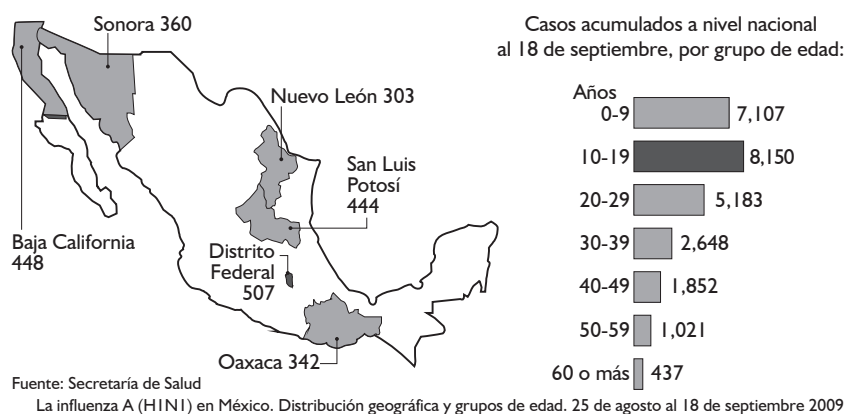 Sonora 360
Nuevo León 303
San Luis
Potosí
444
Baja California
448
Distrito
Federal
507
Oaxaca 342
Casos acumulados a nivel nacional
al 18 de septiembre, por grupo de edad:
Años
0-9 7,107
10-19 8,150
20-29 5,183
30-39 2,648
40-49 1,852
50-59 1,021
60 o más 437
Fuente: Secretaría de Salud
La influenza A (H1N1) en México. Distribución geográfica y grupos de edad. 25 de agosto al 18 de septiembre 2009